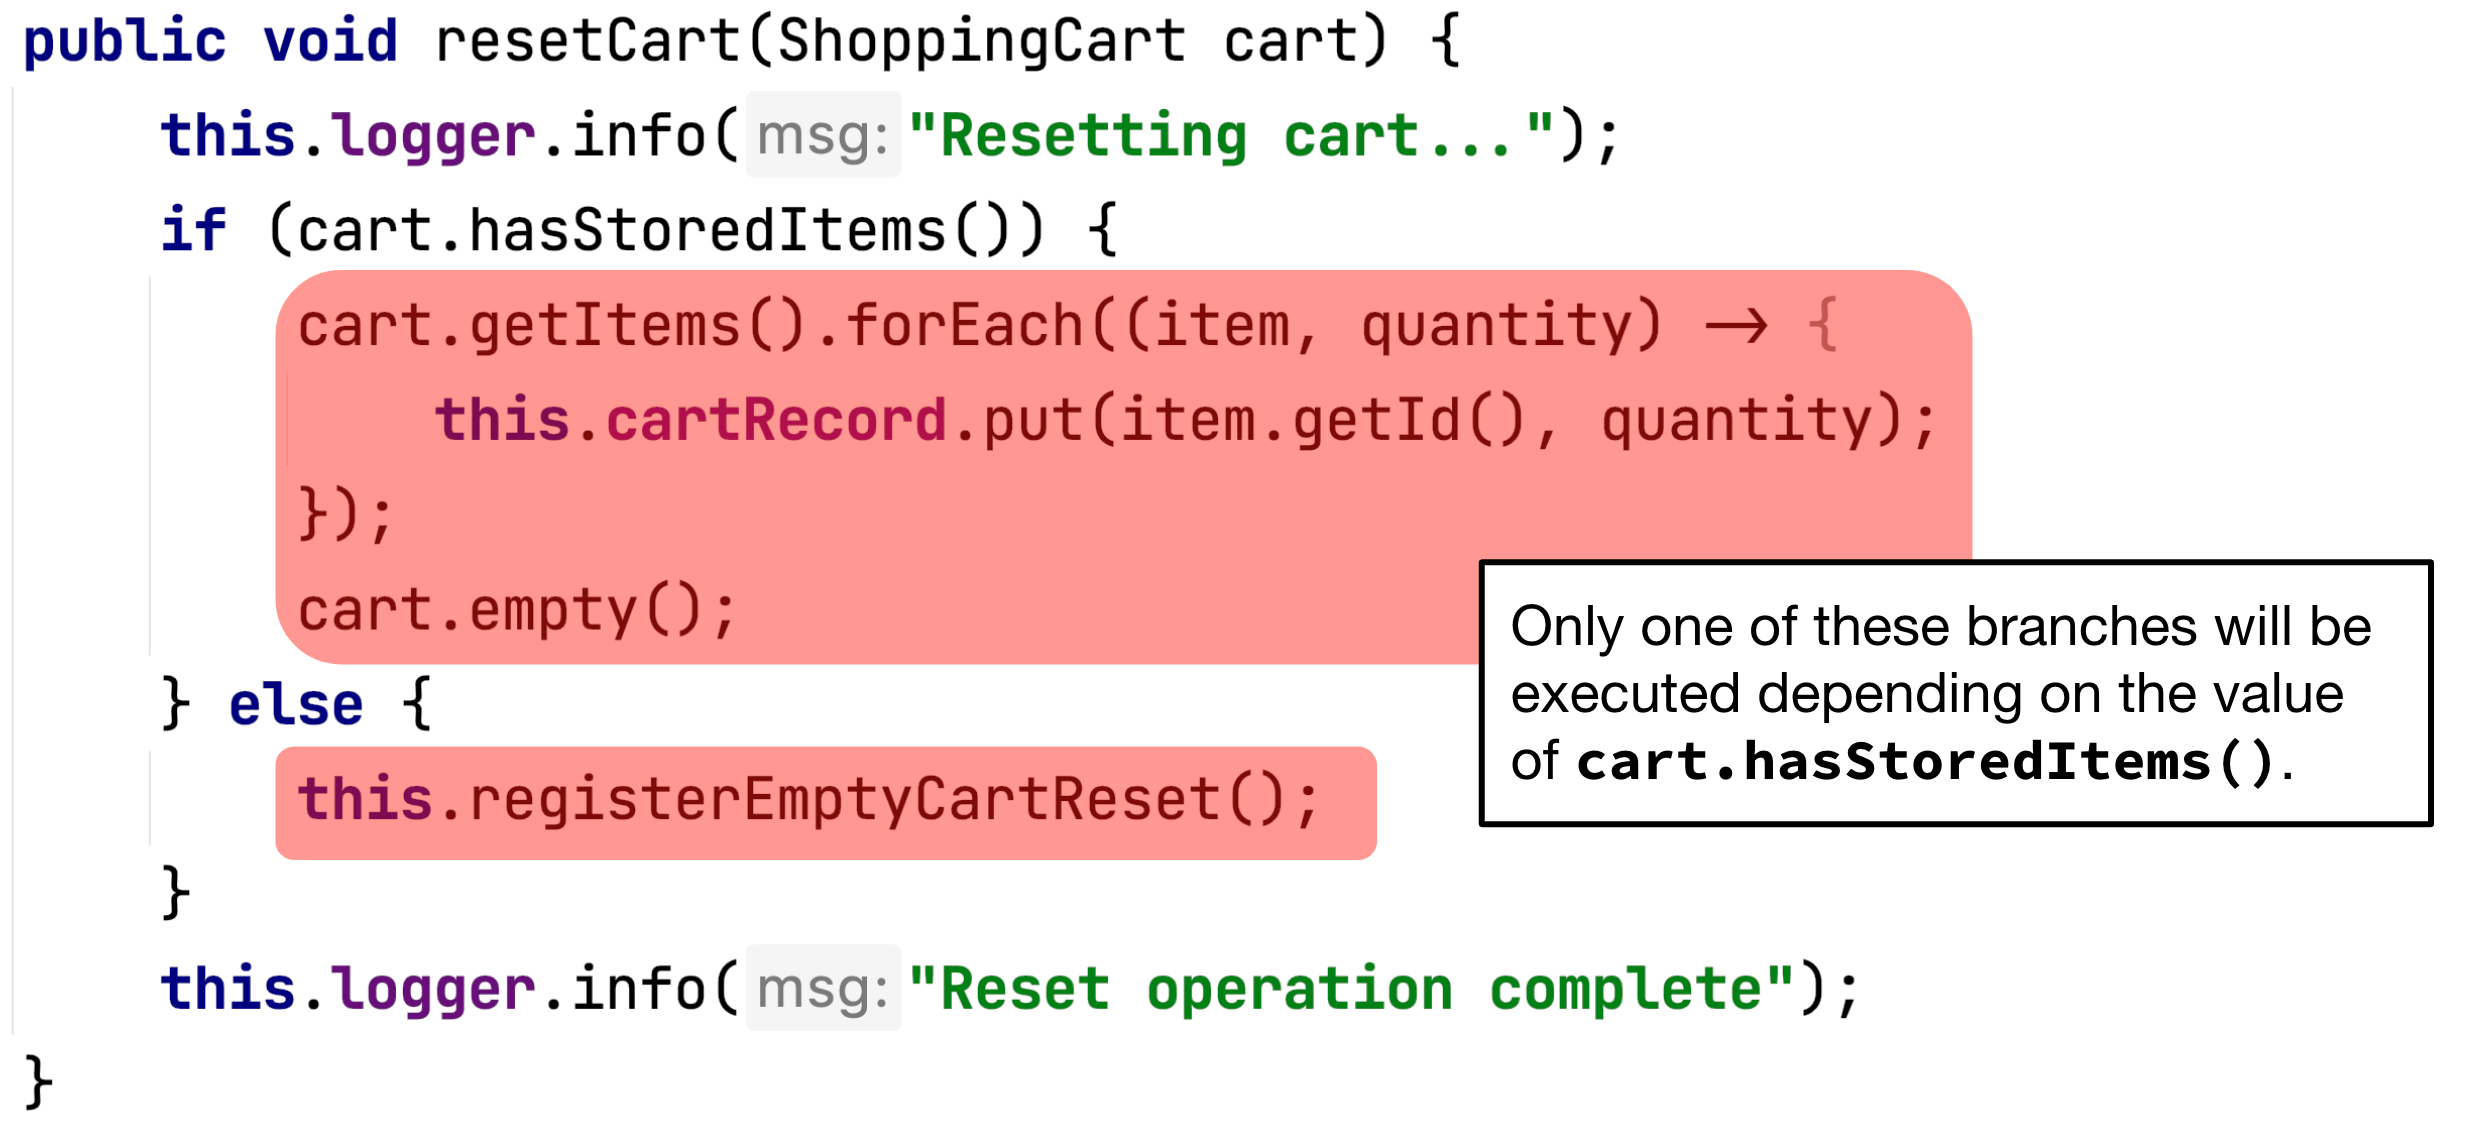 public void resetCart(ShoppingCart cart) {
    this.logger.info( msg: "Resetting cart...");
    if (cart.hasStoredItems()) {
        cart.getItems().forEach((item, quantity) → {
            this.cartRecord.put(item.getId(), quantity);
        });
        cart.empty();
    } else {
        this.registerEmptyCartReset();
    }
    this.logger.info( msg: "Reset operation complete");
}
Only one of these branches will be
executed depending on the value
of cart.hasStoredItems().